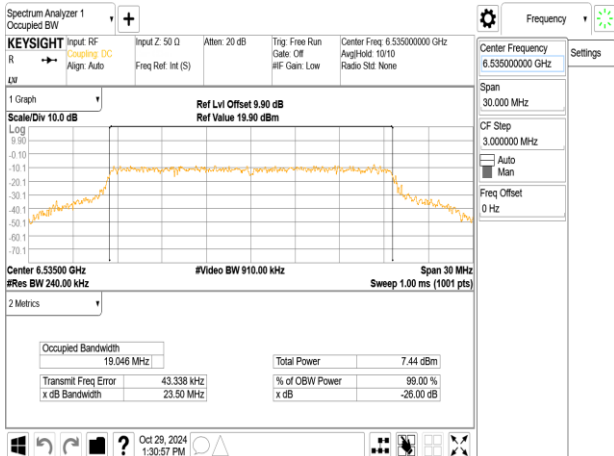 Spectrum Analyzer 1
Occupied BW
Frequency
KEYSIGHT
R
LXI
Input: RF
Coupling: DC
Align: Auto
Input Z: 50 Ω
Freq Ref: Int (S)
Atten: 20 dB
Trig: Free Run
Gate: Off
#IF Gain: Low
Center Freq: 6.535000000 GHz
Avg|Hold: 10/10
Radio Std: None
Center Frequency
6.535000000 GHz
Settings
Span
30.000 MHz
CF Step
3.000000 MHz
Auto
Man
Freq Offset
0 Hz
1 Graph
Scale/Div 10.0 dB
Ref Lvl Offset 9.90 dB
Ref Value 19.90 dBm
Log
9.90
-0.10
-10.1
-20.1
-30.1
-40.1
-50.1
-60.1
-70.1
Center 6.53500 GHz
#Video BW 910.00 kHz
Span 30 MHz
#Res BW 240.00 kHz
Sweep 1.00 ms (1001 pts)
2 Metrics
Occupied Bandwidth
19.046 MHz
Total Power 7.44 dBm
Transmit Freq Error 43.338 kHz
% of OBW Power 99.00 %
x dB Bandwidth 23.50 MHz
x dB -26.00 dB
?
Oct 29, 2024
1:30:57 PM